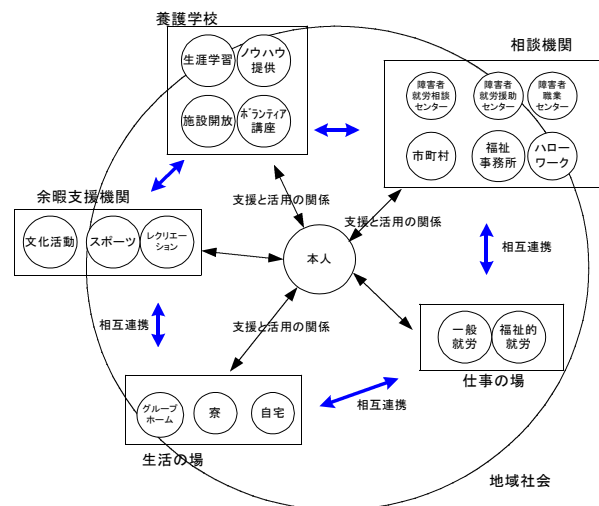 養護学校
生涯学習
ノウハウ
提供
施設開放
ﾎﾞﾗﾝﾃｨｱ
講座
相談機関
障害者
就労相談
センター
障害者
就労援助
センター
障害者
職業
センター
市町村
福祉
事務所
ハロー
ワーク
余暇支援機関
文化活動
スポーツ
レクリエー
ション
支援と活用の関係
支援と活用の関係
本人
相互連携
相互連携
支援と活用の関係
一般
就労
福祉的
就労
仕事の場
相互連携
グループ
ホーム
寮
自宅
生活の場
地域社会